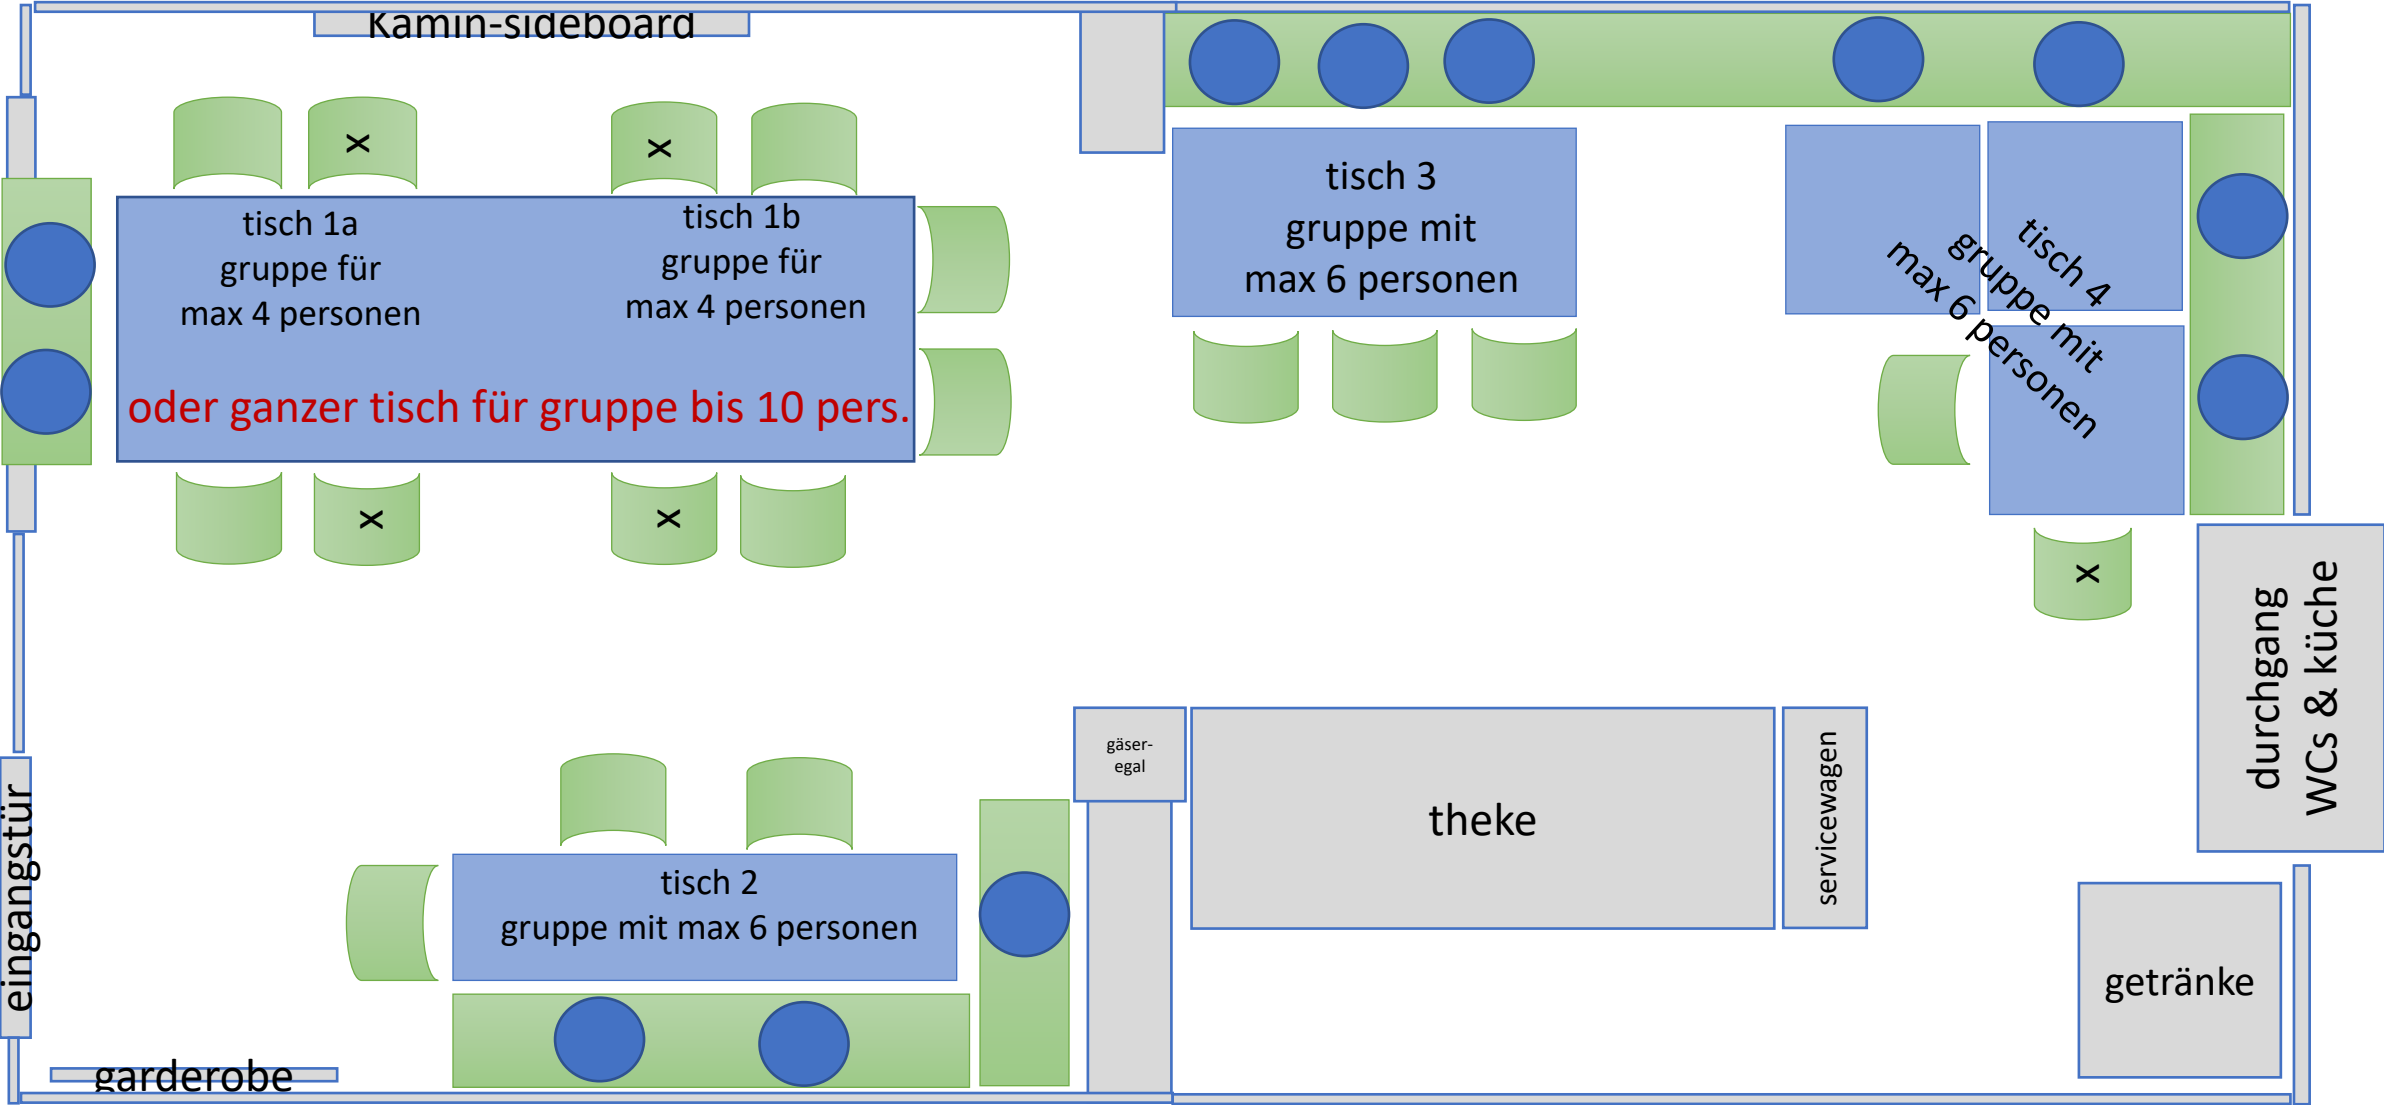 Kamin-sideboard
x
x
tisch 1a
gruppe für
max 4 personen
tisch 1b
gruppe für
max 4 personen
oder ganzer tisch für gruppe bis 10 pers.
x
x
tisch 3
gruppe mit
max 6 personen
tisch 4
gruppe mit
max 6 personen
x
durchgang
WCs & küche
eingangstür
tisch 2
gruppe mit max 6 personen
gäser-
egal
theke
servicewagen
getränke
garderobe